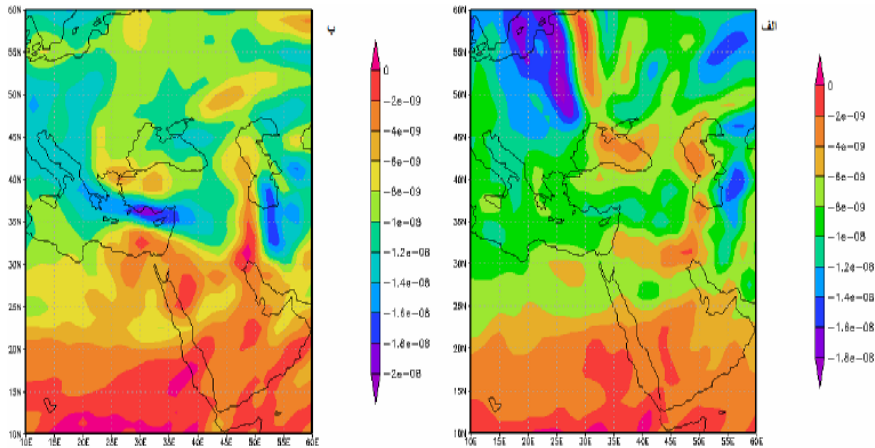 60N
55N
50N
45N
40N
35N
30N
25N
20N
15N
10N
10E 15E 20E 25E 30E 35E 40E 45E 50E 55E 60E
ب
0
-2e-09
-4e-09
-6e-09
-8e-09
-1e-08
-1.2e-08
-1.4e-08
-1.6e-08
-1.8e-08
-2e-08
60N
55N
50N
45N
40N
35N
30N
25N
20N
15N
10N
10E 15E 20E 25E 30E 35E 40E 45E 50E 55E 60E
الف
0
-2e-09
-4e-09
-6e-09
-8e-09
-1e-08
-1.2e-08
-1.4e-08
-1.6e-08
-1.8e-08